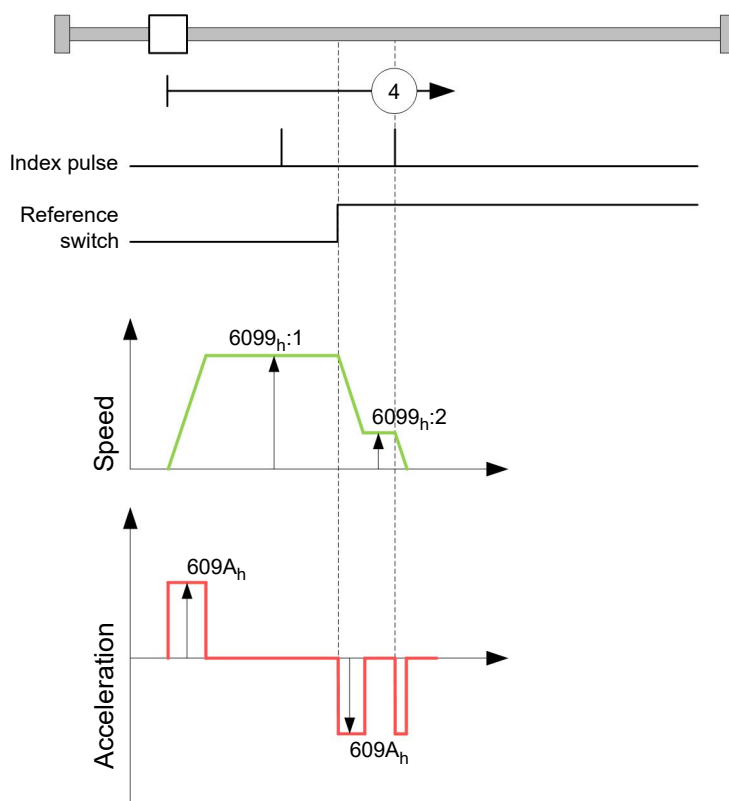 4
Index pulse
Reference
switch
6099h:1
6099h:2
Speed
609Ah
Acceleration
609Ah